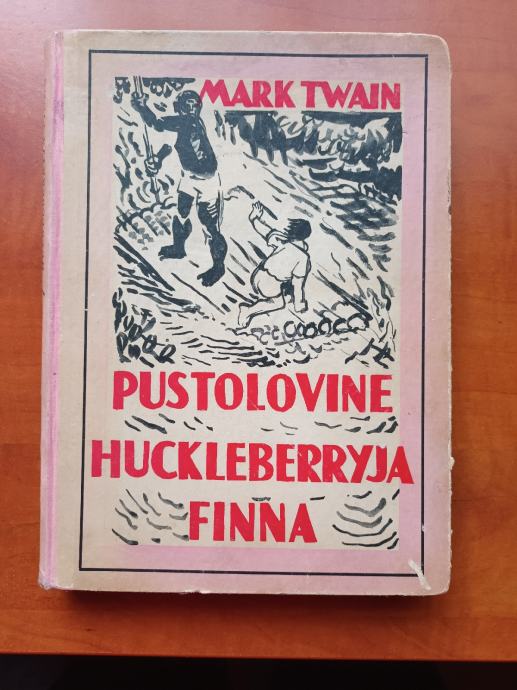 MARK TWAIN
PUSTOLOVINE
HUCKLEBERRYJA
FINNA